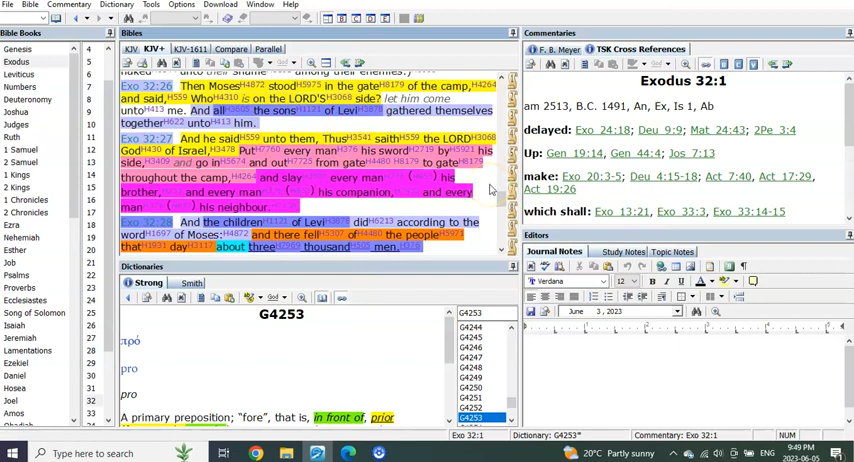 File View Bible Commentary Tools Options Download Window Help
Bible Books
Bibles
Commentaries
Genesis 4
Exodus 5
Leviticus 6
Numbers 7
Deuteronomy 8
Joshua 9
Judges 10
Ruth 11
1 Samuel 12
2 Samuel 13
1 Kings 14
2 Kings 15
1 Chronicles 16
2 Chronicles 17
Ezra 18
Nehemiah 19
Esther 20
Job 21
Psalms 22
Proverbs 23
Ecclesiastes 24
Song of Solomon 25
Isaiah 26
Jeremiah 27
Lamentations 28
Ezekiel 29
Daniel 30
Hosea 31
Joel 32
Amos 33
KJV KJV+ KJV-1611 Compare Parallel
naked unto their shame among their enemies:)
Exo 32:26 Then Moses H4872 stood H5975 in the gate H8179 of the camp, H4264
and said, H559 Who H4310 is on the LORD'S H3068 side? let him come
unto H413 me. And all H3605 the sons H1121 of Levi H3878 gathered themselves
together H622 unto H413 him.
Exo 32:27 And he said H559 unto them, Thus H3541 saith H559 the LORD H3068
God H430 of Israel, H3478 Put H7760 every man H376 his sword H2719 by H5921 his
side, H3409 and go in H5674 and out H7725 from gate H4480 H8179 to gate H8179
throughout the camp, H4264 and slay every man his
brother, and every man his companion, and every
man his neighbour.
Exo 32:28 And the children H1121 of Levi H3878 did H6213 according to the
word H1697 of Moses: H4872 and there fell H5307 of H4480 the people H5971
that H1931 day H3117 about three H7969 thousand H505 men. H376
F. B. Meyer TSK Cross References
Exodus 32:1
am 2513, B.C. 1491, An, Ex, Is 1, Ab
delayed: Exo 24:18; Deu 9:9; Mat 24:43; 2Pe 3:4
Up: Gen 19:14, Gen 44:4; Jos 7:13
make: Exo 20:3-5; Deu 4:15-18; Act 7:40, Act 17:29,
Act 19:26
which shall: Exo 13:21, Exo 33:3, Exo 33:14-15
Dictionaries
Strong Smith
G4253
πρό
pro
pro
A primary preposition; “fore”, that is, in front of, prior
G4253
G4244
G4245
G4246
G4247
G4248
G4249
G4250
G4251
G4252
G4253
Editors
Journal Notes Study Notes Topic Notes
Verdana 12 B I U A
June 3, 2023
1 2 3 4 5
Exo 32:1 Dictionary: G4253* Commentary: Exo 32:1 NUM
Type here to search
20°C Partly sunny
ENG
9:49 PM
2023-06-05